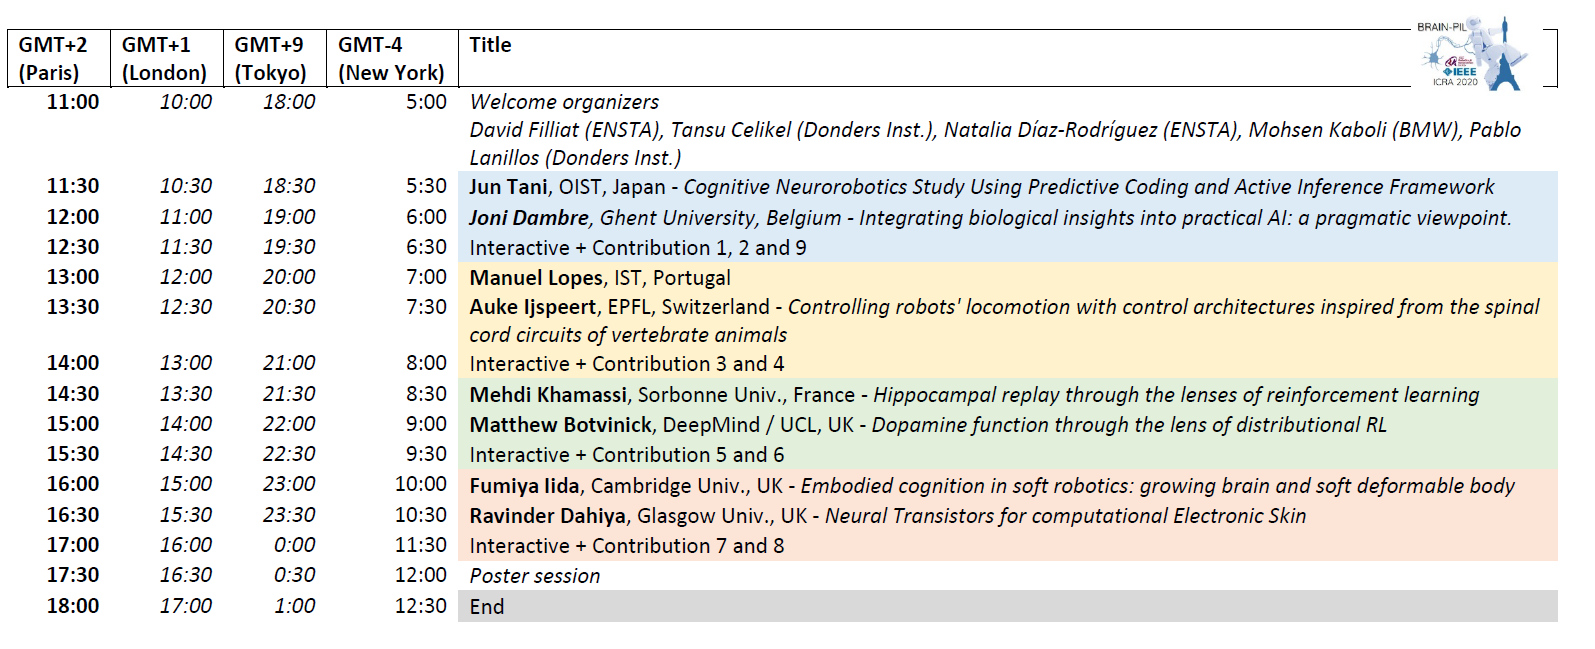 GMT+2 GMT+1 GMT+9 GMT-4 Title
(Paris) (London) (Tokyo) (New York)
BRAIN-PIL
IEEE
ICRA 2020
11:00 10:00 18:00 5:00 Welcome organizers
David Filliat (ENSTA), Tansu Celikel (Donders Inst.), Natalia Díaz-Rodríguez (ENSTA), Mohsen Kaboli (BMW), Pablo
Lanillos (Donders Inst.)
11:30 10:30 18:30 5:30 Jun Tani, OIST, Japan - Cognitive Neurorobotics Study Using Predictive Coding and Active Inference Framework
12:00 11:00 19:00 6:00 Joni Dambre, Ghent University, Belgium - Integrating biological insights into practical AI: a pragmatic viewpoint.
12:30 11:30 19:30 6:30 Interactive + Contribution 1, 2 and 9
13:00 12:00 20:00 7:00 Manuel Lopes, IST, Portugal
13:30 12:30 20:30 7:30 Auke Ijspeert, EPFL, Switzerland - Controlling robots' locomotion with control architectures inspired from the spinal
cord circuits of vertebrate animals
14:00 13:00 21:00 8:00 Interactive + Contribution 3 and 4
14:30 13:30 21:30 8:30 Mehdi Khamassi, Sorbonne Univ., France - Hippocampal replay through the lenses of reinforcement learning
15:00 14:00 22:00 9:00 Matthew Botvinick, DeepMind / UCL, UK - Dopamine function through the lens of distributional RL
15:30 14:30 22:30 9:30 Interactive + Contribution 5 and 6
16:00 15:00 23:00 10:00 Fumiya Iida, Cambridge Univ., UK - Embodied cognition in soft robotics: growing brain and soft deformable body
16:30 15:30 23:30 10:30 Ravinder Dahiya, Glasgow Univ., UK - Neural Transistors for computational Electronic Skin
17:00 16:00 0:00 11:30 Interactive + Contribution 7 and 8
17:30 16:30 0:30 12:00 Poster session
18:00 17:00 1:00 12:30 End